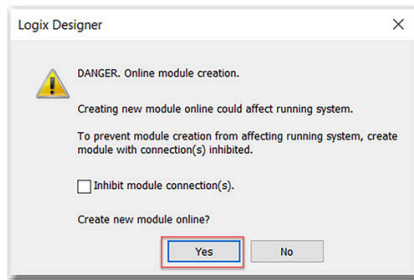 Logix Designer
DANGER. Online module creation.
Creating new module online could affect running system.
To prevent module creation from affecting running system, create
module with connection(s) inhibited.
Inhibit module connection(s).
Create new module online?
Yes No